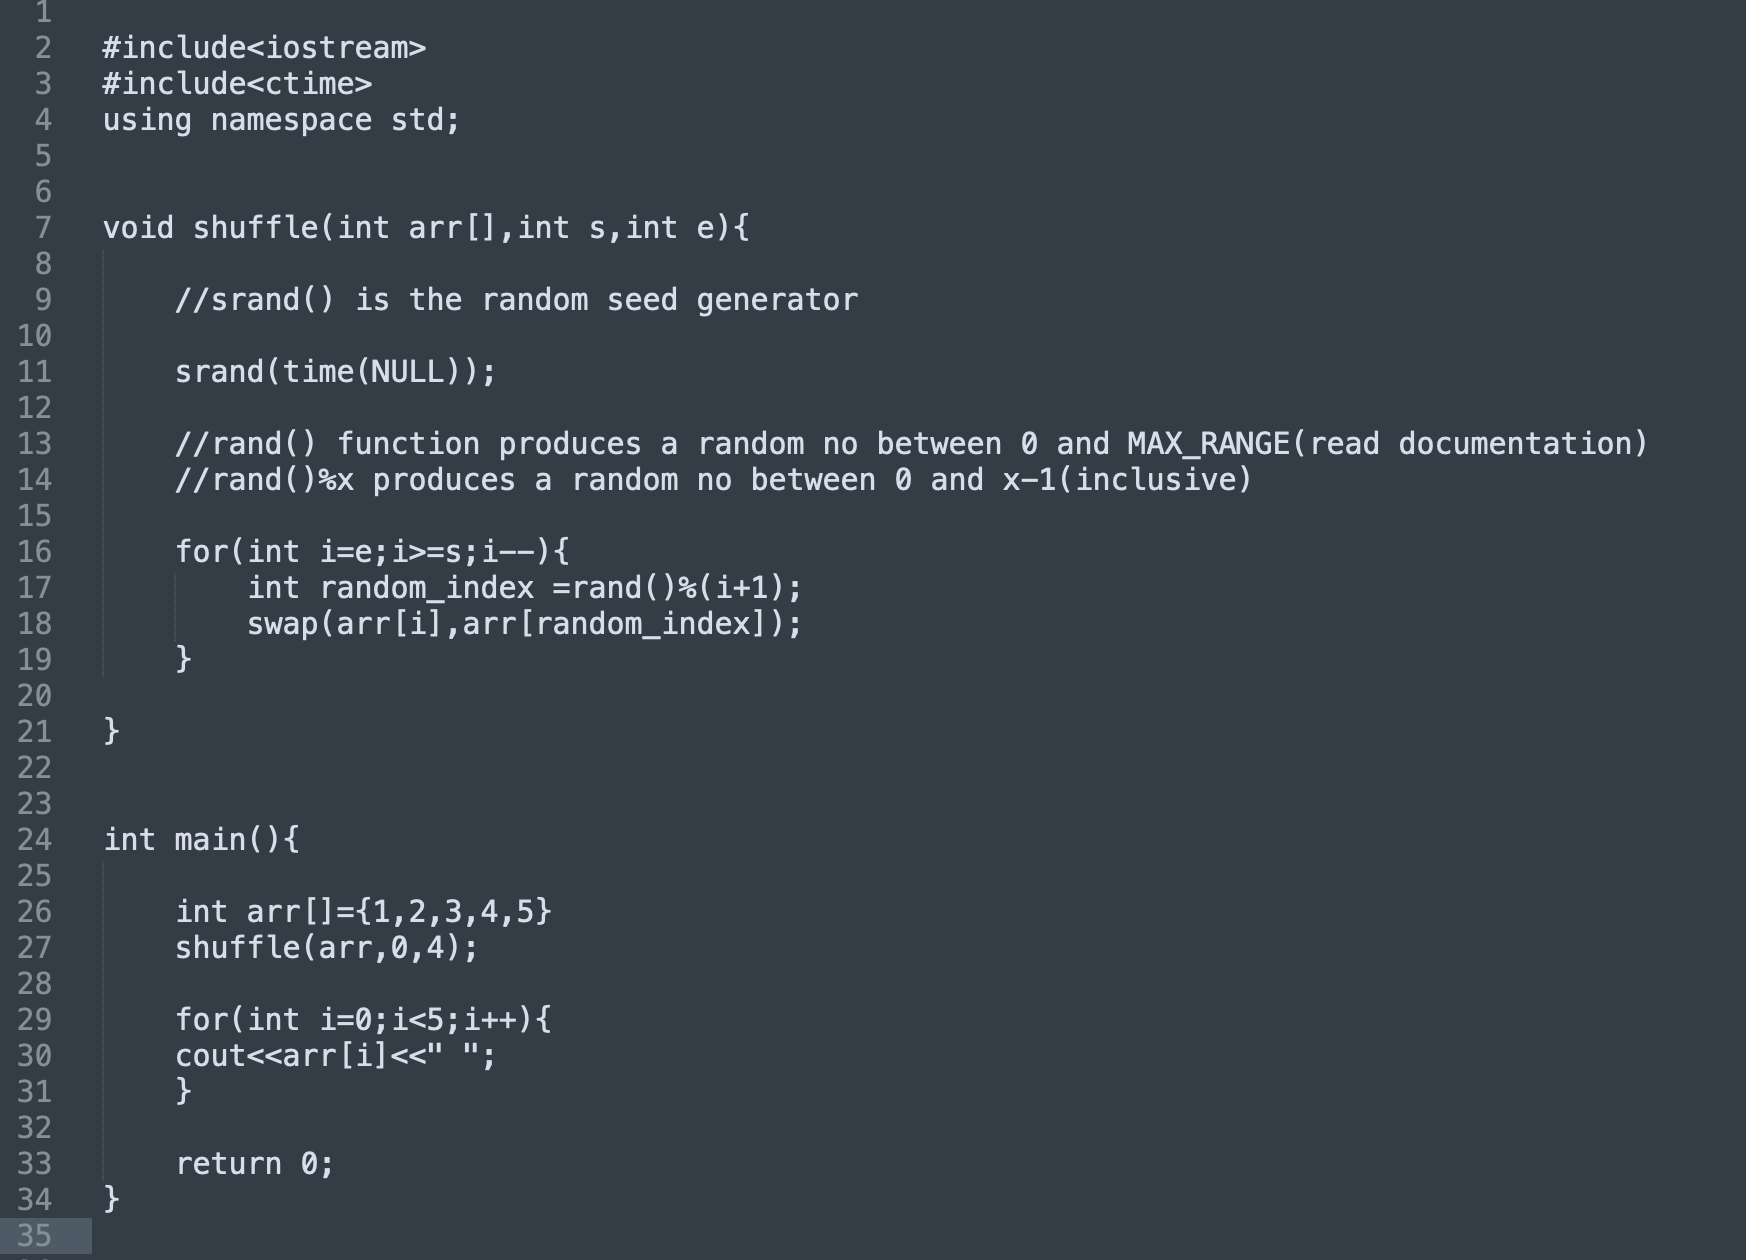 1
2 #include<iostream>
3 #include<ctime>
4 using namespace std;
5
6
7 void shuffle(int arr[],int s,int e){
8
9 //srand() is the random seed generator
10
11 srand(time(NULL));
12
13 //rand() function produces a random no between 0 and MAX_RANGE(read documentation)
14 //rand()%x produces a random no between 0 and x-1(inclusive)
15
16 for(int i=e;i>=s;i--){
17 int random_index =rand()%(i+1);
18 swap(arr[i],arr[random_index]);
19 }
20
21 }
22
23
24 int main(){
25
26 int arr[]={1,2,3,4,5}
27 shuffle(arr,0,4);
28
29 for(int i=0;i<5;i++){
30 cout<<arr[i]<<" ";
31 }
32
33 return 0;
34 }
35